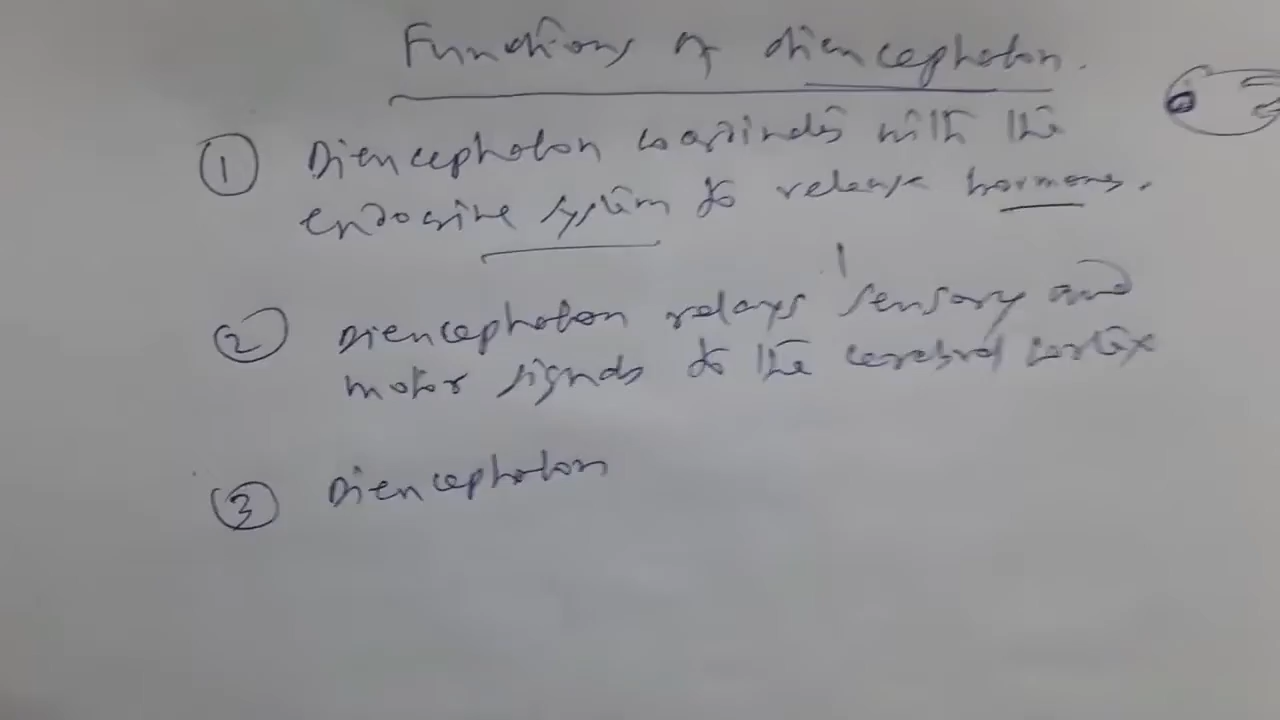 Functions of diencephalon.
① Diencephalon coordinates with the
endocrine system to release hormones.
② Diencephalon relays sensory and
motor signals to the cerebral cortex
③ Diencephalon